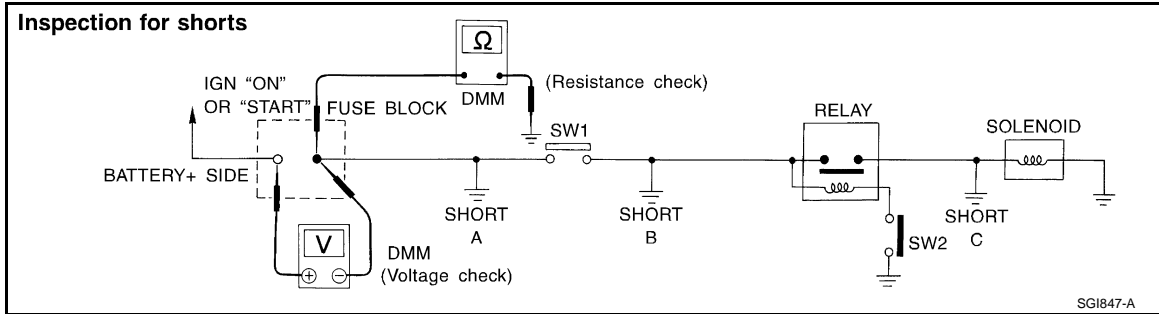 Inspection for shorts
Ω
DMM
(Resistance check)
IGN "ON"
OR "START"
FUSE BLOCK
BATTERY+ SIDE
V
+ −
DMM
(Voltage check)
SHORT
A
SW1
SHORT
B
RELAY
SW2
SHORT
C
SOLENOID
SGI847-A